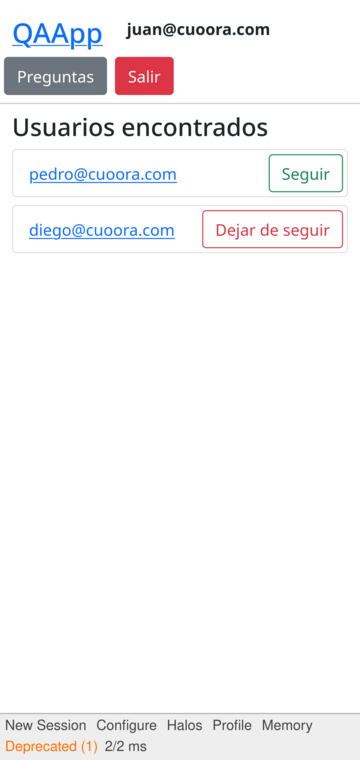 QAApp juan@cuoora.com
Preguntas Salir
Usuarios encontrados
pedro@cuoora.com Seguir
diego@cuoora.com Dejar de seguir
New Session Configure Halos Profile Memory
Deprecated (1) 2/2 ms